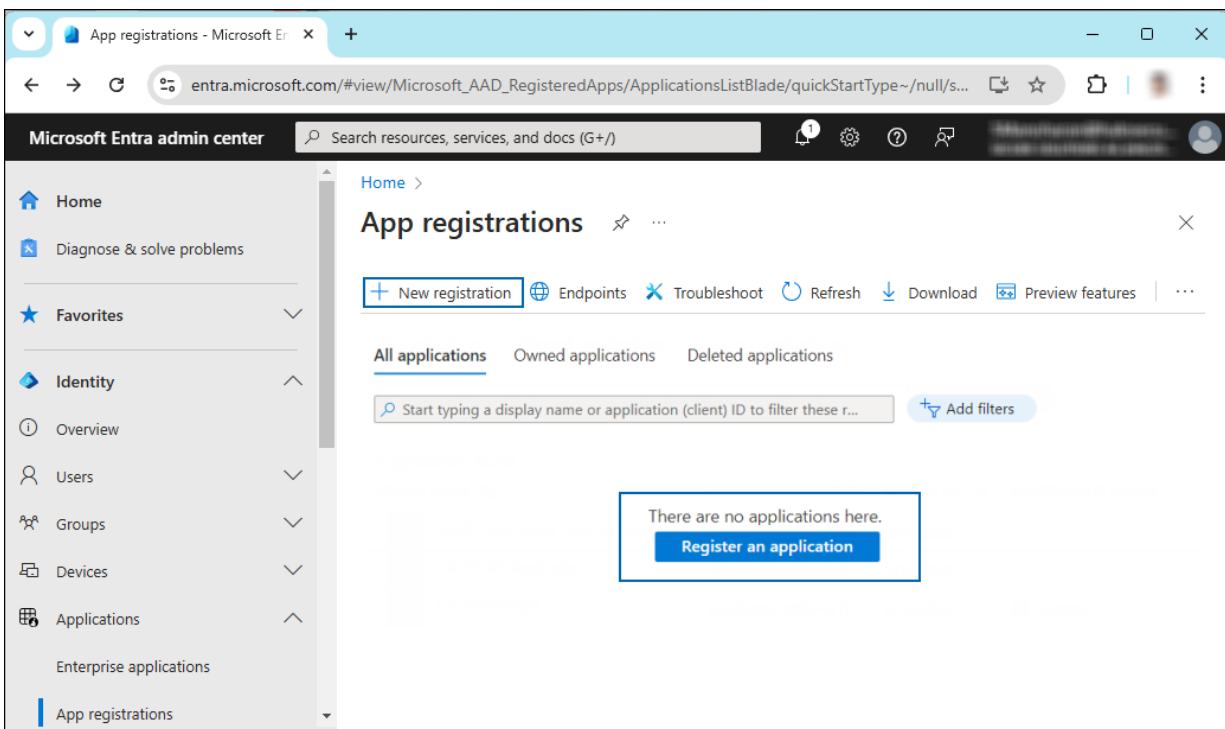 App registrations - Microsoft En
entra.microsoft.com/#view/Microsoft_AAD_RegisteredApps/ApplicationsListBlade/quickStartType~/null/s...
Microsoft Entra admin center
Search resources, services, and docs (G+/)
1
Home
Diagnose & solve problems
Favorites
Identity
Overview
Users
Groups
Devices
Applications
Enterprise applications
App registrations
Home >
App registrations ...
New registration Endpoints Troubleshoot Refresh Download Preview features ...
All applications Owned applications Deleted applications
Start typing a display name or application (client) ID to filter these r... Add filters
There are no applications here.
Register an application